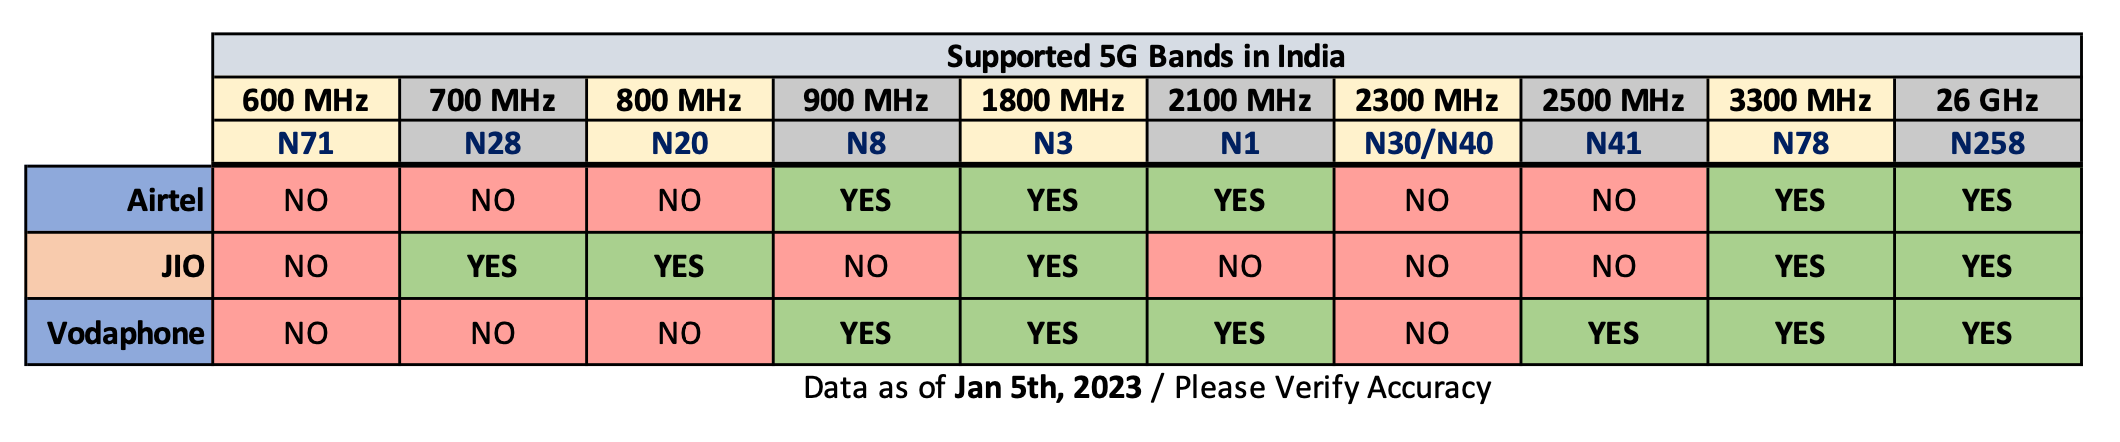 Supported 5G Bands in India
600 MHz 700 MHz 800 MHz 900 MHz 1800 MHz 2100 MHz 2300 MHz 2500 MHz 3300 MHz 26 GHz
N71 N28 N20 N8 N3 N1 N30/N40 N41 N78 N258
Airtel NO NO NO YES YES YES NO NO YES YES
JIO NO YES YES NO YES NO NO NO YES YES
Vodaphone NO NO NO YES YES YES NO YES YES YES
Data as of Jan 5th, 2023 / Please Verify Accuracy